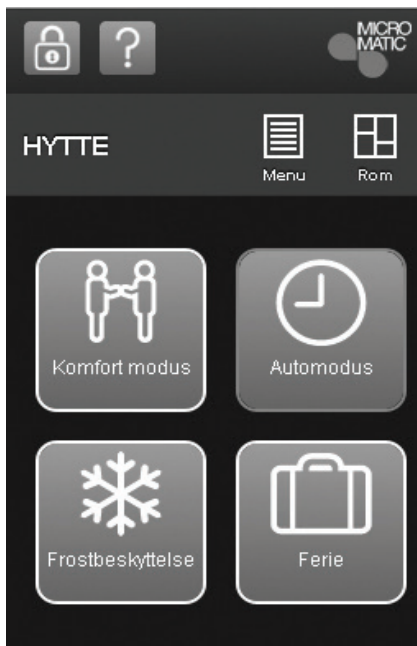 ?
MICRO
MATIC
HYTTE
Menu
Rom
Komfort modus
Automodus
Frostbeskyttelse
Ferie